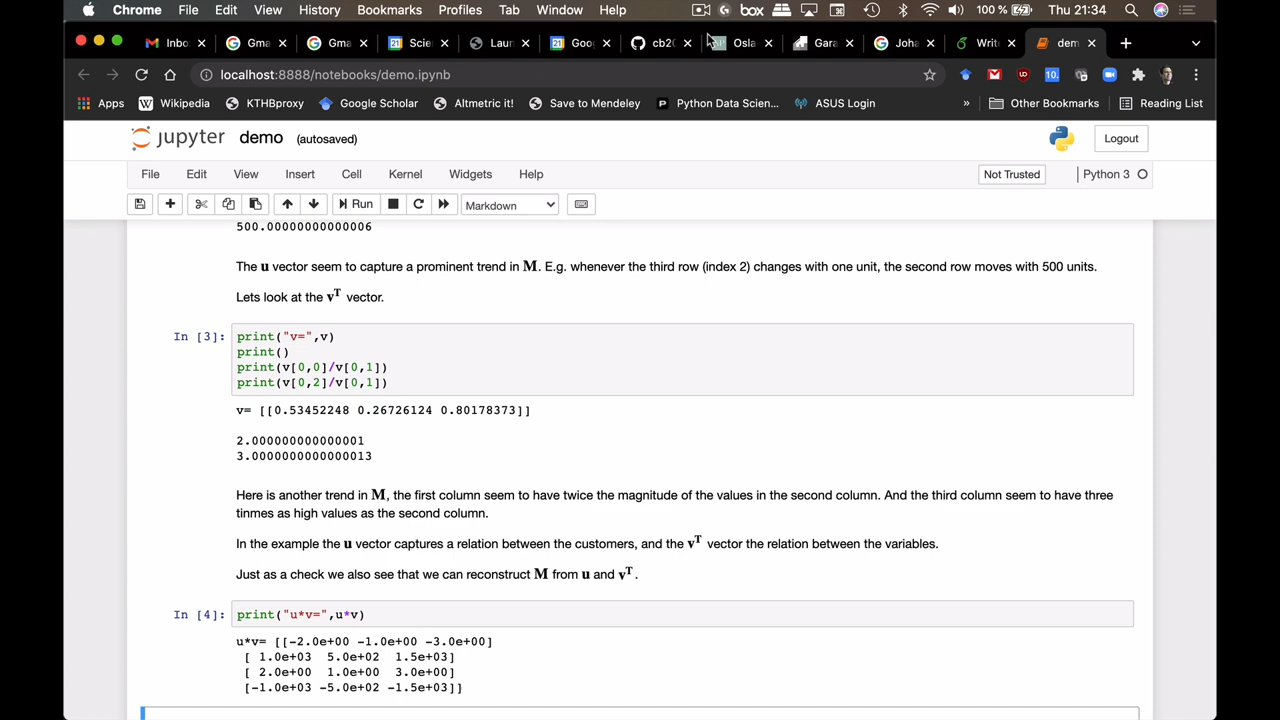 Chrome File Edit View History Bookmarks Profiles Tab Window Help box 100 % Thu 21:34
Inbo Gma Gma Scie Laun Goog cb20 Osla Gara Joha Write dem
localhost:8888/notebooks/demo.ipynb 10.
Apps Wikipedia KTHBproxy Google Scholar Altmetric it! Save to Mendeley Python Data Scien... ASUS Login » Other Bookmarks Reading List
jupyter demo (autosaved) Logout
File Edit View Insert Cell Kernel Widgets Help Not Trusted Python 3
Run Markdown
500.00000000000006
The u vector seem to capture a prominent trend in M. E.g. whenever the third row (index 2) changes with one unit, the second row moves with 500 units.
Lets look at the vᵀ vector.
In [3]: print("v=",v)
print()
print(v[0,0]/v[0,1])
print(v[0,2]/v[0,1])
v= [[0.53452248 0.26726124 0.80178373]]
2.000000000000001
3.0000000000000013
Here is another trend in M, the first column seem to have twice the magnitude of the values in the second column. And the third column seem to have three
tinmes as high values as the second column.
In the example the u vector captures a relation between the customers, and the vᵀ vector the relation between the variables.
Just as a check we also see that we can reconstruct M from u and vᵀ.
In [4]: print("u*v=",u*v)
u*v= [[-2.0e+00 -1.0e+00 -3.0e+00]
[ 1.0e+03 5.0e+02 1.5e+03]
[ 2.0e+00 1.0e+00 3.0e+00]
[-1.0e+03 -5.0e+02 -1.5e+03]]